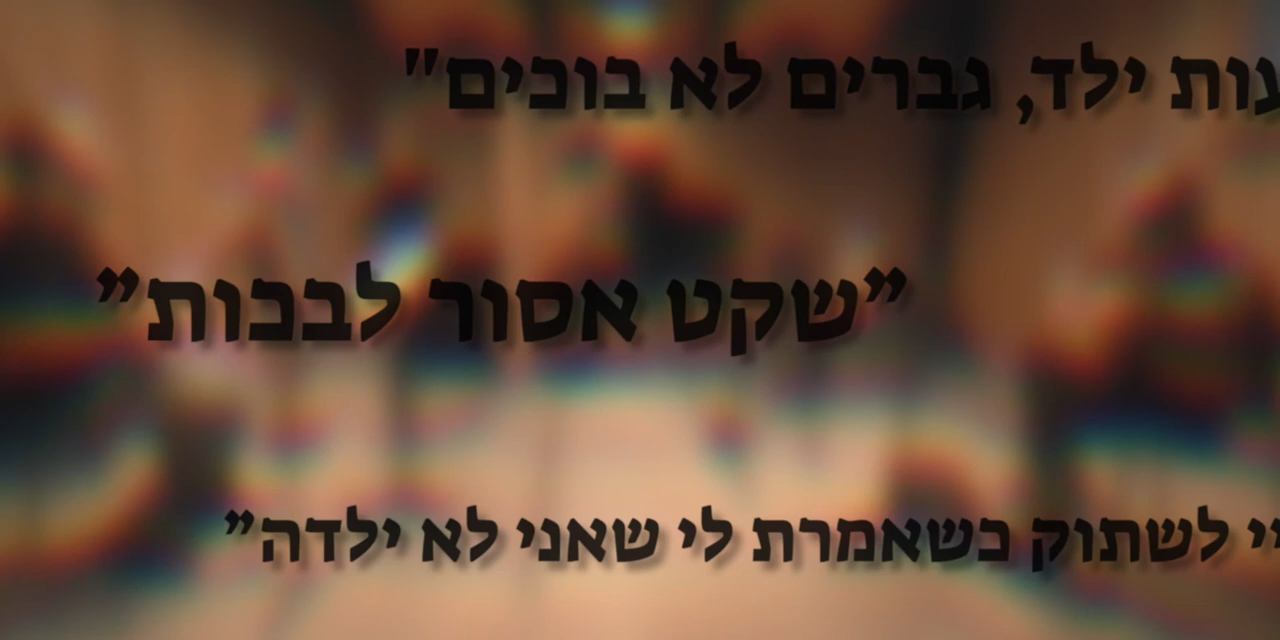 ילד, גברים לא בוכים"
”שקט אסור לבכות”
לשתוק כשאמרת לי שאני לא ילדה”